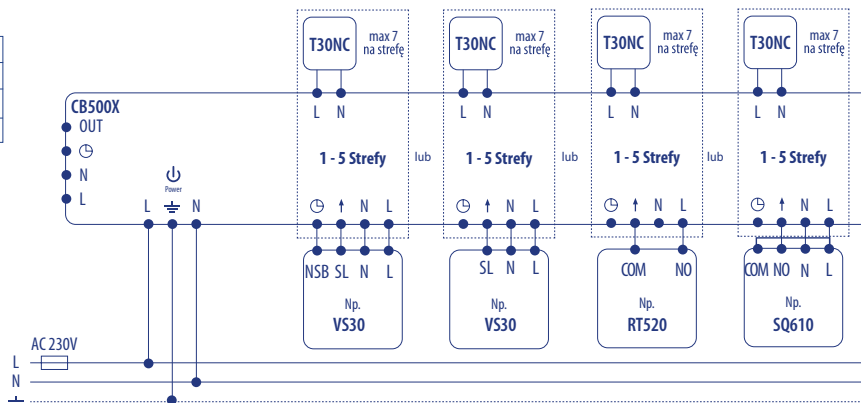 T30NC max 7 na strefę T30NC max 7 na strefę T30NC max 7 na strefę T30NC max 7 na strefę
CB500X L N L N L N L N
OUT
1 - 5 Strefy lub 1 - 5 Strefy lub 1 - 5 Strefy lub 1 - 5 Strefy
N
Power
L
L N N L N L N L N L
NSB SL N L SL N L COM NO COM NO N L
Np. Np. Np. Np.
VS30 VS30 RT520 SQ610
AC 230V
L
N